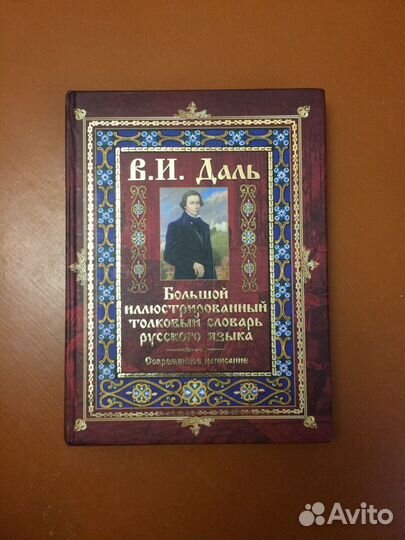 В.И. Даль
Большой
иллюстрированный
толковый словарь
русского языка
Современное написание
Avito